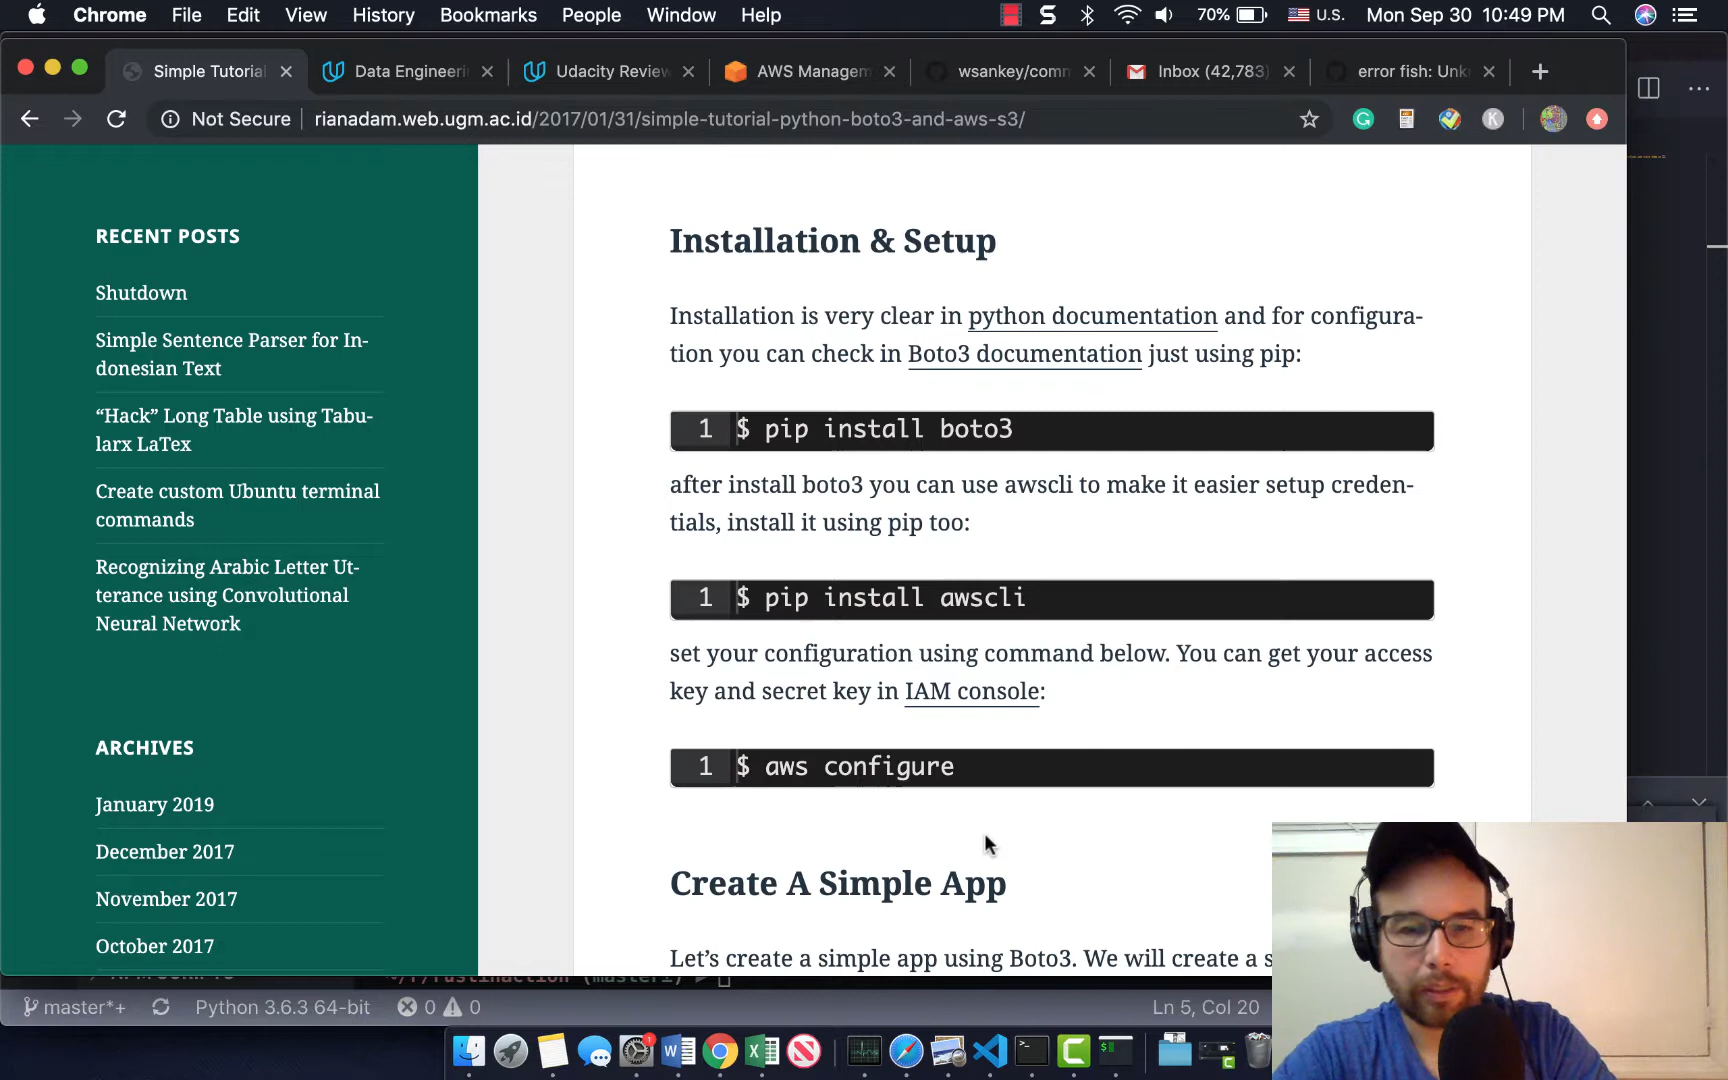 Chrome File Edit View History Bookmarks People Window Help 70% U.S. Mon Sep 30 10:49 PM
Simple Tutorial Data Engineeri Udacity Review AWS Managem wsankey/com Inbox (42,783) error fish: Unk
Not Secure rianadam.web.ugm.ac.id/2017/01/31/simple-tutorial-python-boto3-and-aws-s3/
RECENT POSTS
Shutdown
Simple Sentence Parser for In-
donesian Text
“Hack” Long Table using Tabu-
larx LaTex
Create custom Ubuntu terminal
commands
Recognizing Arabic Letter Ut-
terance using Convolutional
Neural Network
ARCHIVES
January 2019
December 2017
November 2017
October 2017
Installation & Setup
Installation is very clear in python documentation and for configura-
tion you can check in Boto3 documentation just using pip:
1 $ pip install boto3
after install boto3 you can use awscli to make it easier setup creden-
tials, install it using pip too:
1 $ pip install awscli
set your configuration using command below. You can get your access
key and secret key in IAM console:
1 $ aws configure
Create A Simple App
Let’s create a simple app using Boto3. We will create a s
master*+ Python 3.6.3 64-bit 0 0 Ln 5, Col 20